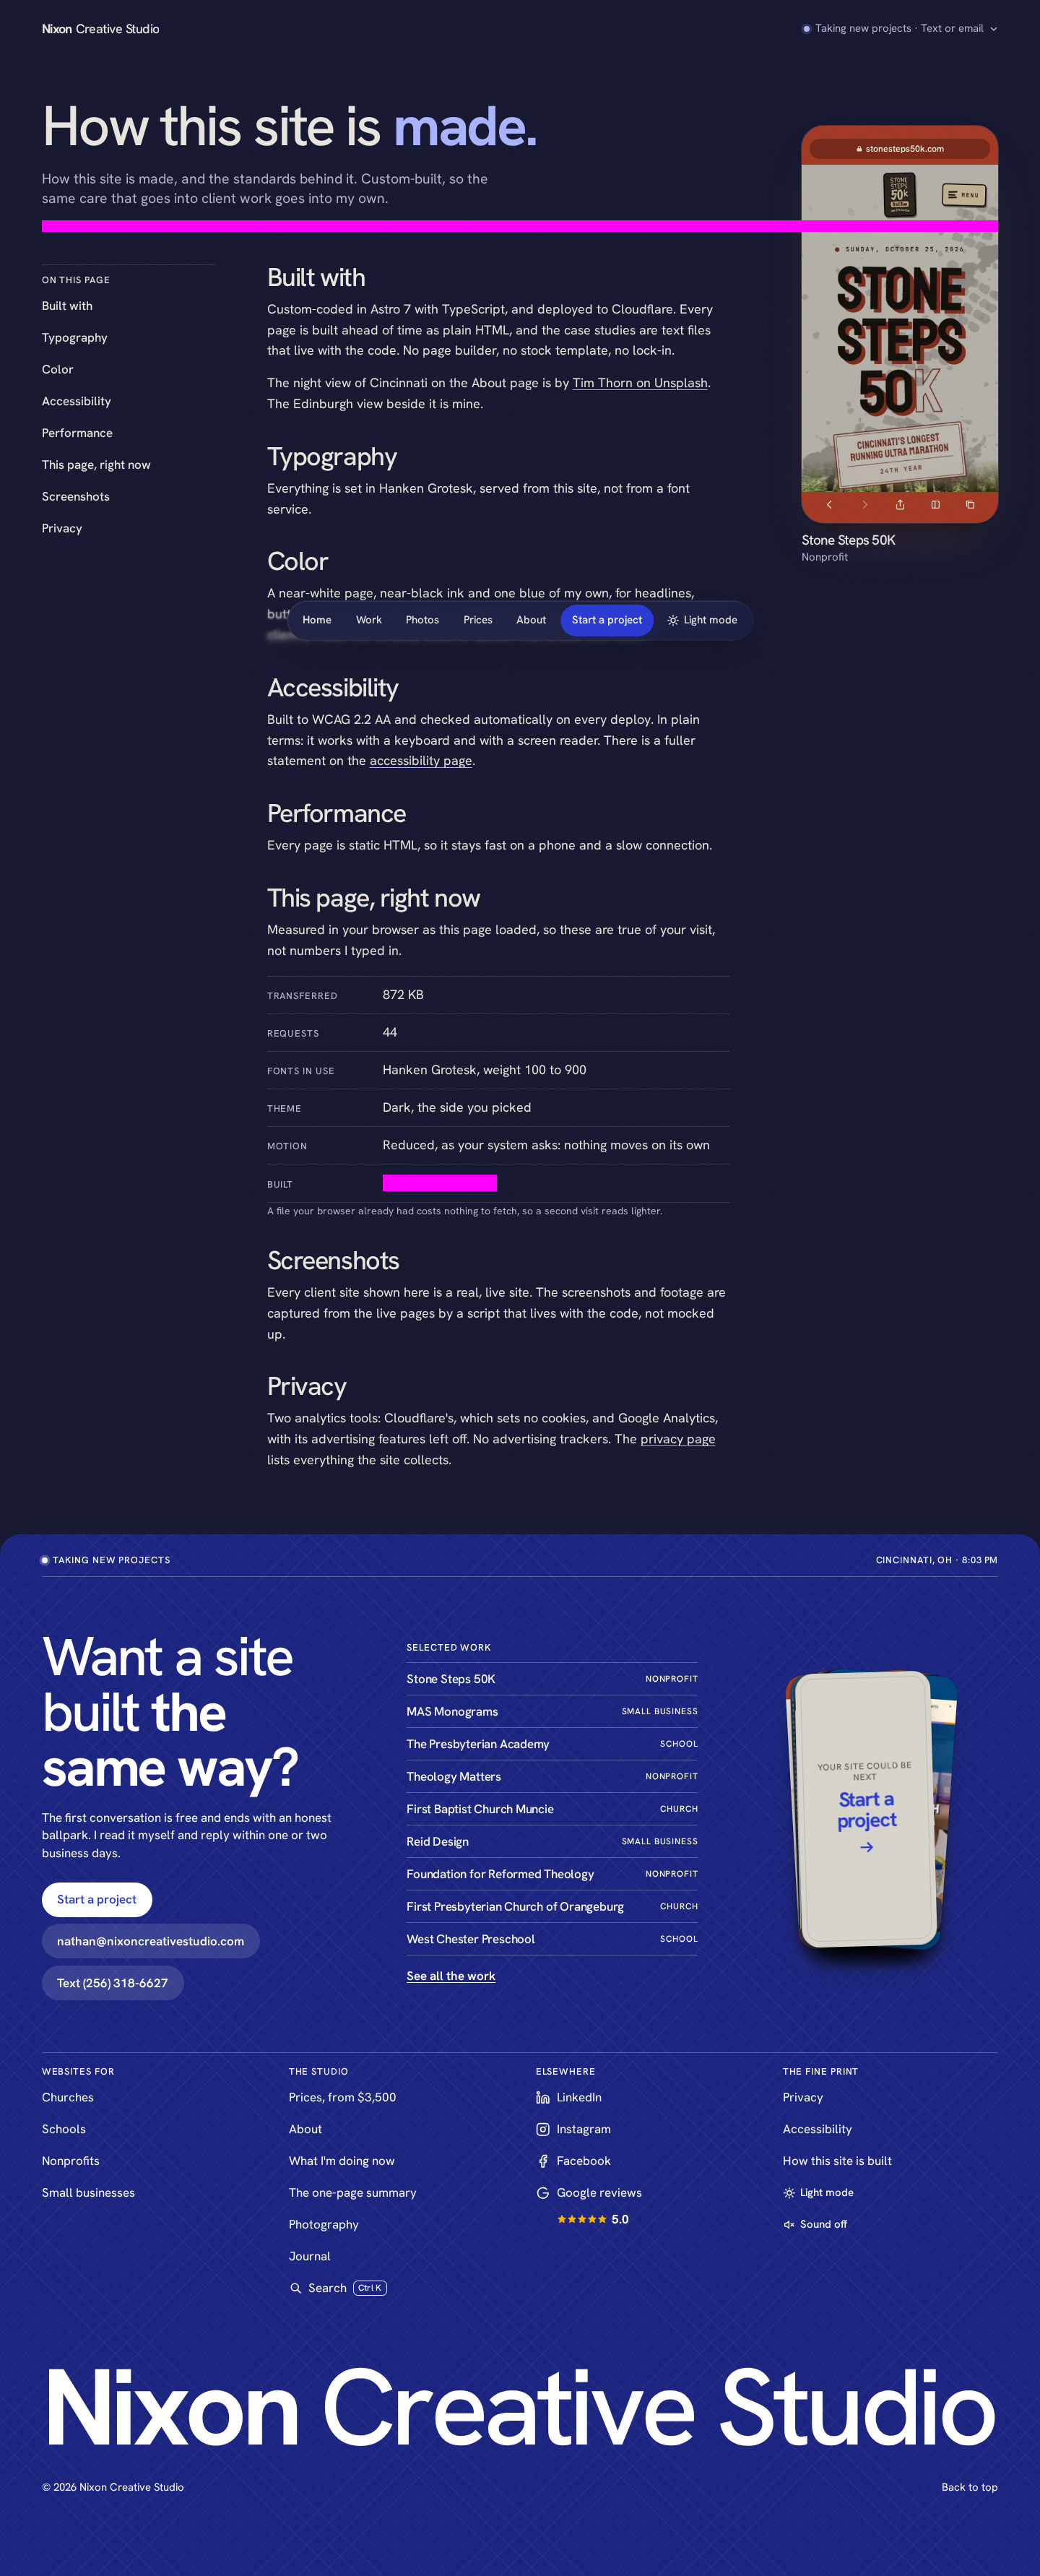 Nixon Creative Studio
Taking new projects · Text or email
How this site is made.
How this site is made, and the standards behind it. Custom-built, so the
same care that goes into client work goes into my own.
stonesteps50k.com
STONE
STEPS
50K
MENU
SUNDAY, OCTOBER 25, 2026
STONE
STEPS
50K
CINCINNATI'S LONGEST
RUNNING ULTRA MARATHON
24TH YEAR
Stone Steps 50K
Nonprofit
ON THIS PAGE
Built with
Typography
Color
Accessibility
Performance
This page, right now
Screenshots
Privacy
Built with
Custom-coded in Astro 7 with TypeScript, and deployed to Cloudflare. Every
page is built ahead of time as plain HTML, and the case studies are text files
that live with the code. No page builder, no stock template, no lock-in.
The night view of Cincinnati on the About page is by Tim Thorn on Unsplash.
The Edinburgh view beside it is mine.
Typography
Everything is set in Hanken Grotesk, served from this site, not from a font
service.
Color
A near-white page, near-black ink and one blue of my own, for headlines,
Home
Work
Photos
Prices
About
Start a project
Light mode
Accessibility
Built to WCAG 2.2 AA and checked automatically on every deploy. In plain
terms: it works with a keyboard and with a screen reader. There is a fuller
statement on the accessibility page.
Performance
Every page is static HTML, so it stays fast on a phone and a slow connection.
This page, right now
Measured in your browser as this page loaded, so these are true of your visit,
not numbers I typed in.
TRANSFERRED 872 KB
REQUESTS 44
FONTS IN USE Hanken Grotesk, weight 100 to 900
THEME Dark, the side you picked
MOTION Reduced, as your system asks: nothing moves on its own
BUILT
A file your browser already had costs nothing to fetch, so a second visit reads lighter.
Screenshots
Every client site shown here is a real, live site. The screenshots and footage are
captured from the live pages by a script that lives with the code, not mocked
up.
Privacy
Two analytics tools: Cloudflare's, which sets no cookies, and Google Analytics,
with its advertising features left off. No advertising trackers. The privacy page
lists everything the site collects.
TAKING NEW PROJECTS
CINCINNATI, OH · 8:03 PM
Want a site
built the
same way?
The first conversation is free and ends with an honest
ballpark. I read it myself and reply within one or two
business days.
Start a project
nathan@nixoncreativestudio.com
Text (256) 318-6627
SELECTED WORK
Stone Steps 50K NONPROFIT
MAS Monograms SMALL BUSINESS
The Presbyterian Academy SCHOOL
Theology Matters NONPROFIT
First Baptist Church Muncie CHURCH
Reid Design SMALL BUSINESS
Foundation for Reformed Theology NONPROFIT
First Presbyterian Church of Orangeburg CHURCH
West Chester Preschool SCHOOL
See all the work
YOUR SITE COULD BE
NEXT
Start a
project
WEBSITES FOR
Churches
Schools
Nonprofits
Small businesses
THE STUDIO
Prices, from $3,500
About
What I'm doing now
The one-page summary
Photography
Journal
Search Ctrl K
ELSEWHERE
LinkedIn
Instagram
Facebook
Google reviews
5.0
THE FINE PRINT
Privacy
Accessibility
How this site is built
Light mode
Sound off
Nixon Creative Studio
© 2026 Nixon Creative Studio
Back to top